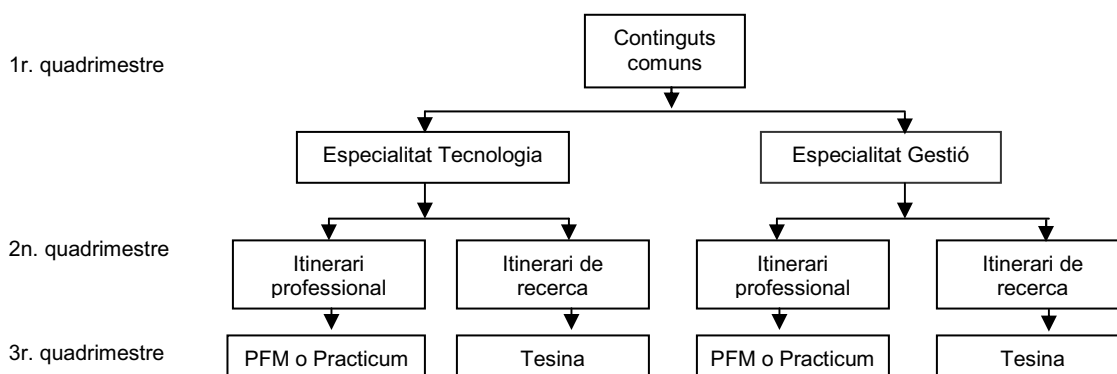 Continguts
comuns
1r. quadrimestre
Especialitat Tecnologia
Especialitat Gestió
2n. quadrimestre
Itinerari
professional
Itinerari de
recerca
Itinerari
professional
Itinerari de
recerca
3r. quadrimestre
PFM o Practicum
Tesina
PFM o Practicum
Tesina